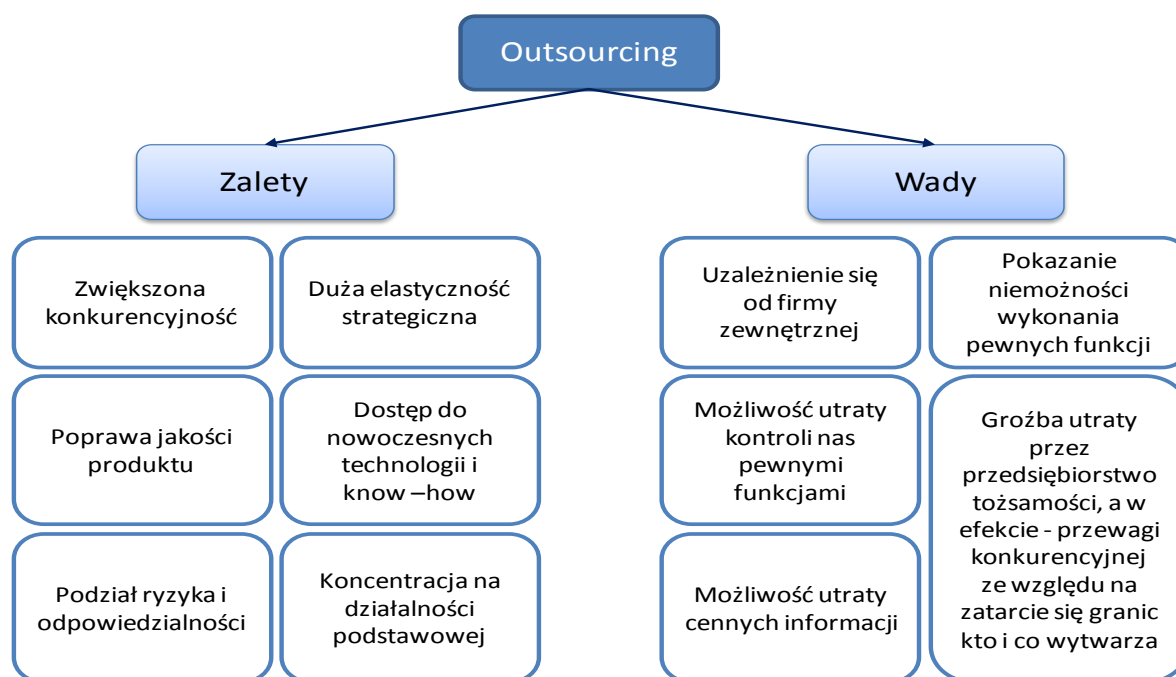 Outsourcing
Zalety
Wady
Zwiększona
konkurencyjność
Duża elastyczność
strategiczna
Poprawa jakości
produktu
Dostęp do
nowoczesnych
technologii i
know –how
Podział ryzyka i
odpowiedzialności
Koncentracja na
działalności
podstawowej
Uzależnienie się
od firmy
zewnętrznej
Pokazanie
niemożności
wykonania
pewnych funkcji
Możliwość utraty
kontroli nas
pewnymi
funkcjami
Groźba utraty
przez
przedsiębiorstwo
tożsamości, a w
efekcie - przewagi
konkurencyjnej
ze względu na
zatarcie się granic
kto i co wytwarza
Możliwość utraty
cennych informacji